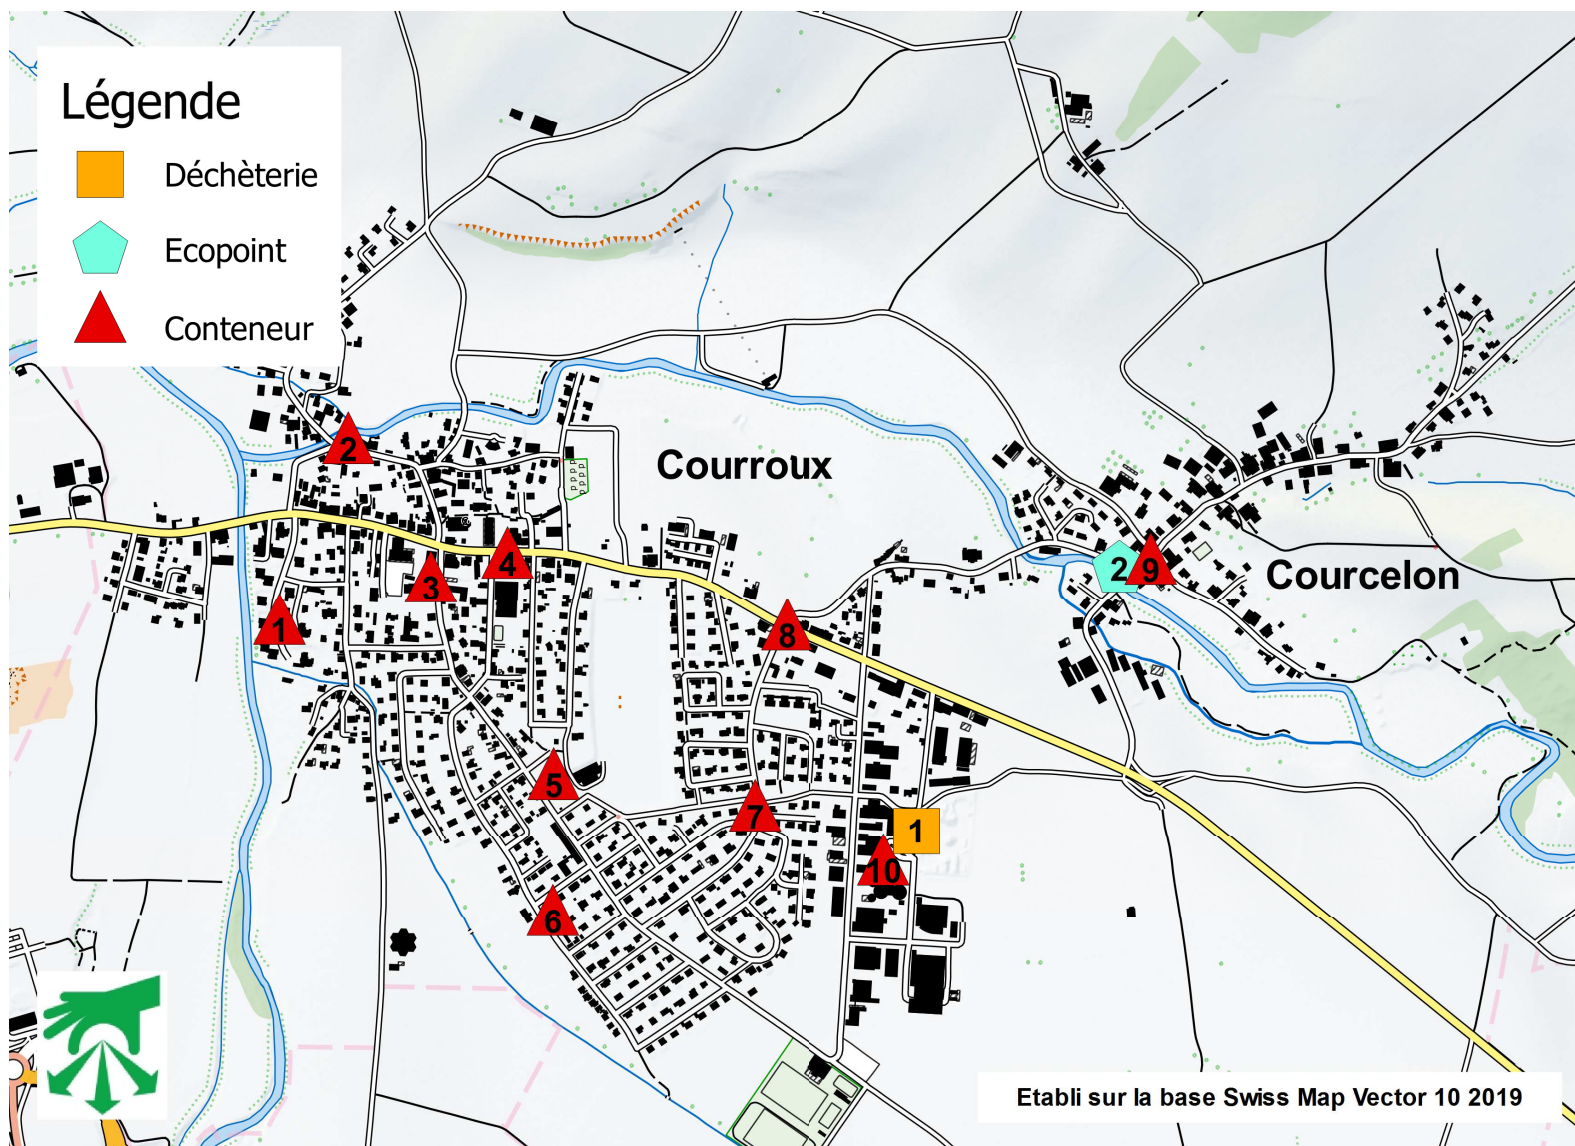 Légende
Déchèterie
Ecopoint
Conteneur
2
Courroux
4
3
2
9
Courcelon
1
8
5
7
1
10
6
Etabli sur la base Swiss Map Vector 10 2019